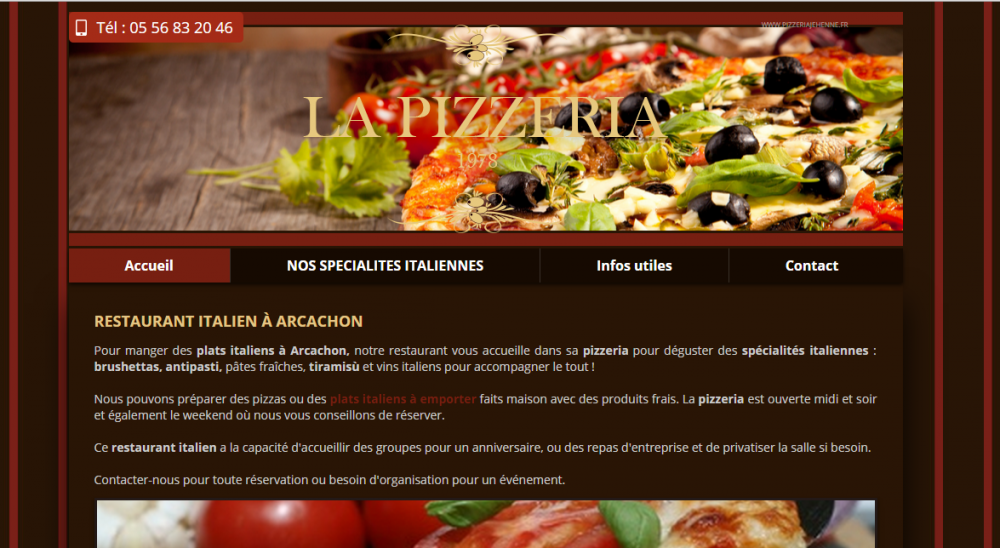 Tél : 05 56 83 20 46
WWW.PIZZERIAJEHENNE.FR
LA PIZZERIA
1978
Accueil
NOS SPECIALITES ITALIENNES
Infos utiles
Contact
RESTAURANT ITALIEN À ARCACHON
Pour manger des plats italiens à Arcachon, notre restaurant vous accueille dans sa pizzeria pour déguster des spécialités italiennes :
brushettas, antipasti, pâtes fraîches, tiramisù et vins italiens pour accompagner le tout !
Nous pouvons préparer des pizzas ou des plats italiens à emporter faits maison avec des produits frais. La pizzeria est ouverte midi et soir
et également le weekend où nous vous conseillons de réserver.
Ce restaurant italien a la capacité d'accueillir des groupes pour un anniversaire, ou des repas d'entreprise et de privatiser la salle si besoin.
Contacter-nous pour toute réservation ou besoin d'organisation pour un événement.